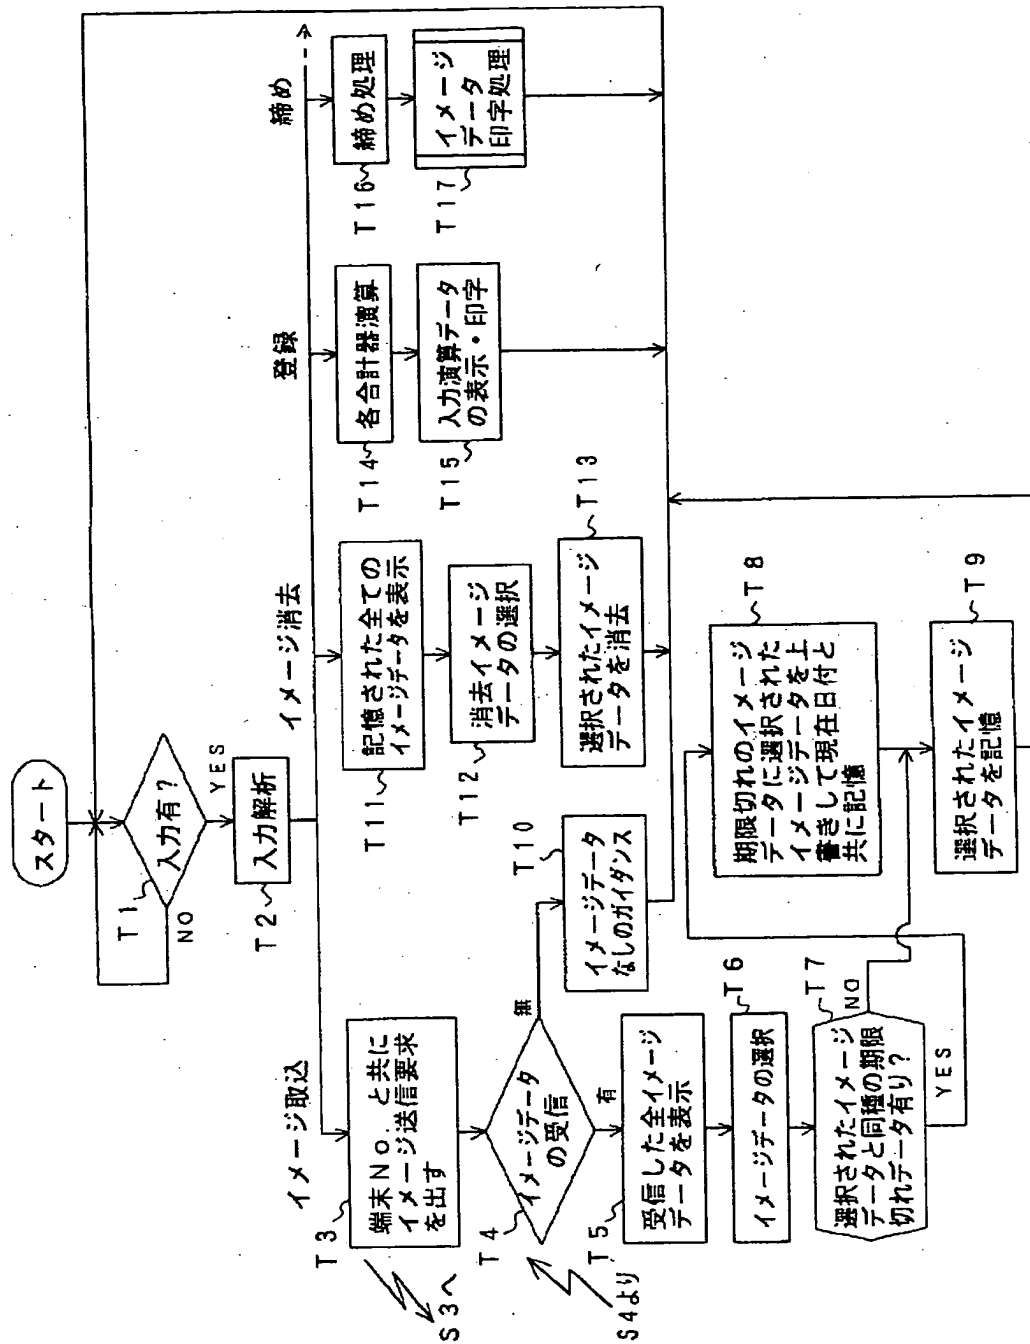 スタート
T1
入力有?
NO
YES
T2
入力解析
イメージ取込
イメージ消去
登録
締め
T3
端末No.と共に
イメージ送信要求
を出す
S3へ
T4
イメージデータ
の受信
無
有
S4より
T5
受信した全イメージ
データを表示
T6
イメージデータの選択
T7
選択されたイメージ
データと同種の期限
切れデータ有り?
NO
YES
T8
期限切れのイメージ
データに選択された
イメージデータを上
書きして現在日付と
共に記憶
T9
選択されたイメージ
データを記憶
T10
イメージデータ
なしのガイダンス
T11
記憶された全ての
イメージデータを表示
T12
消去イメージ
データの選択
T13
選択されたイメージ
データを消去
T14
各合計器演算
T15
入力演算データ
の表示・印字
T16
締め処理
T17
イメージ
データ
印字処理